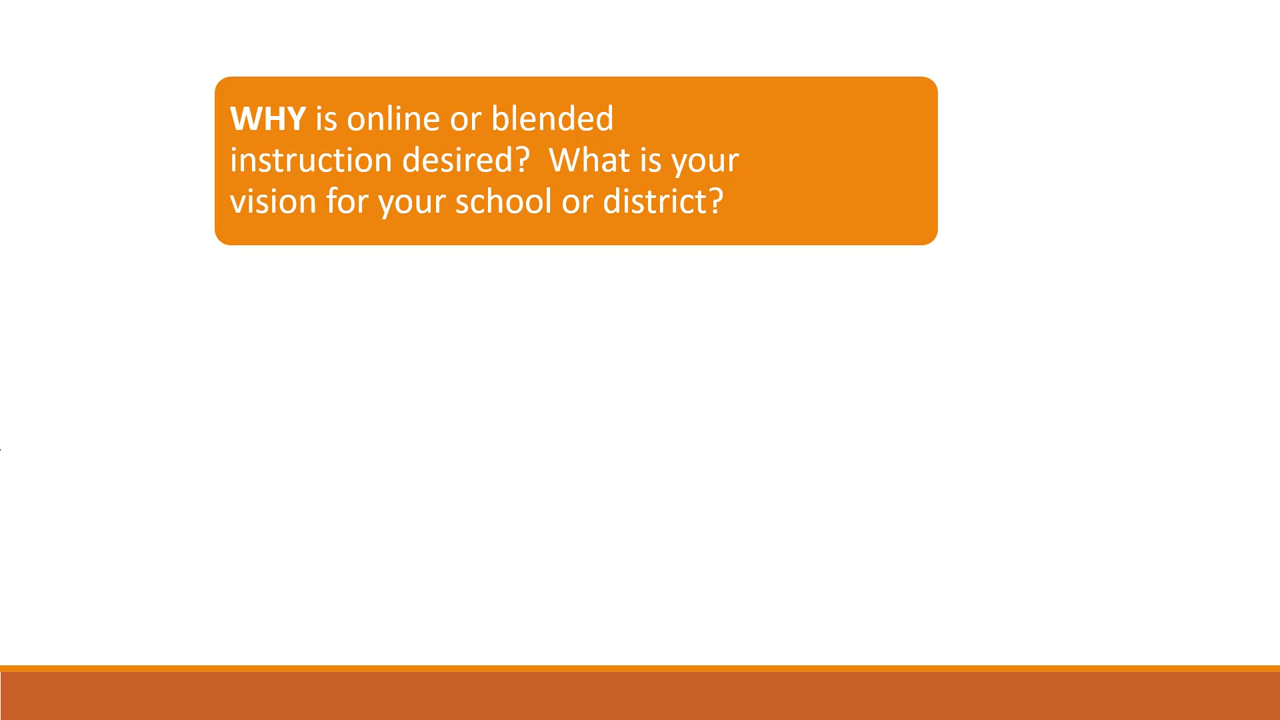 WHY is online or blended
instruction desired?  What is your
vision for your school or district?